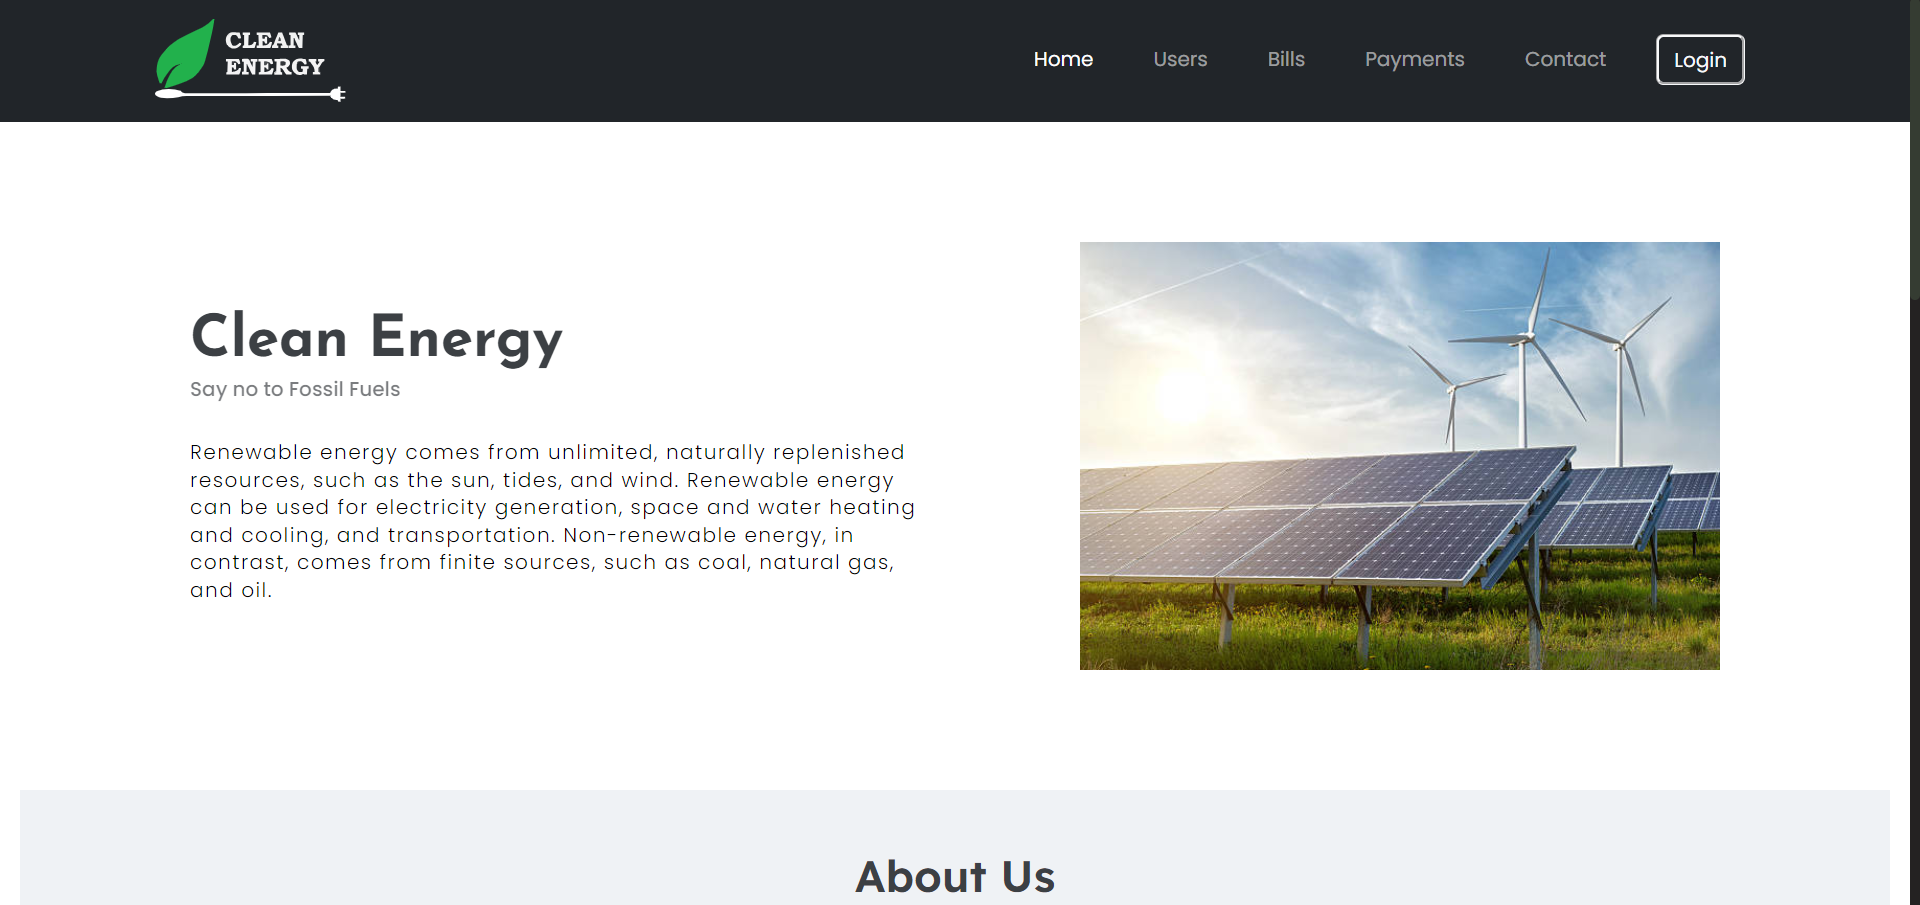 CLEAN
ENERGY
Home Users Bills Payments Contact Login
Clean Energy
Say no to Fossil Fuels
Renewable energy comes from unlimited, naturally replenished
resources, such as the sun, tides, and wind. Renewable energy
can be used for electricity generation, space and water heating
and cooling, and transportation. Non-renewable energy, in
contrast, comes from finite sources, such as coal, natural gas,
and oil.
About Us